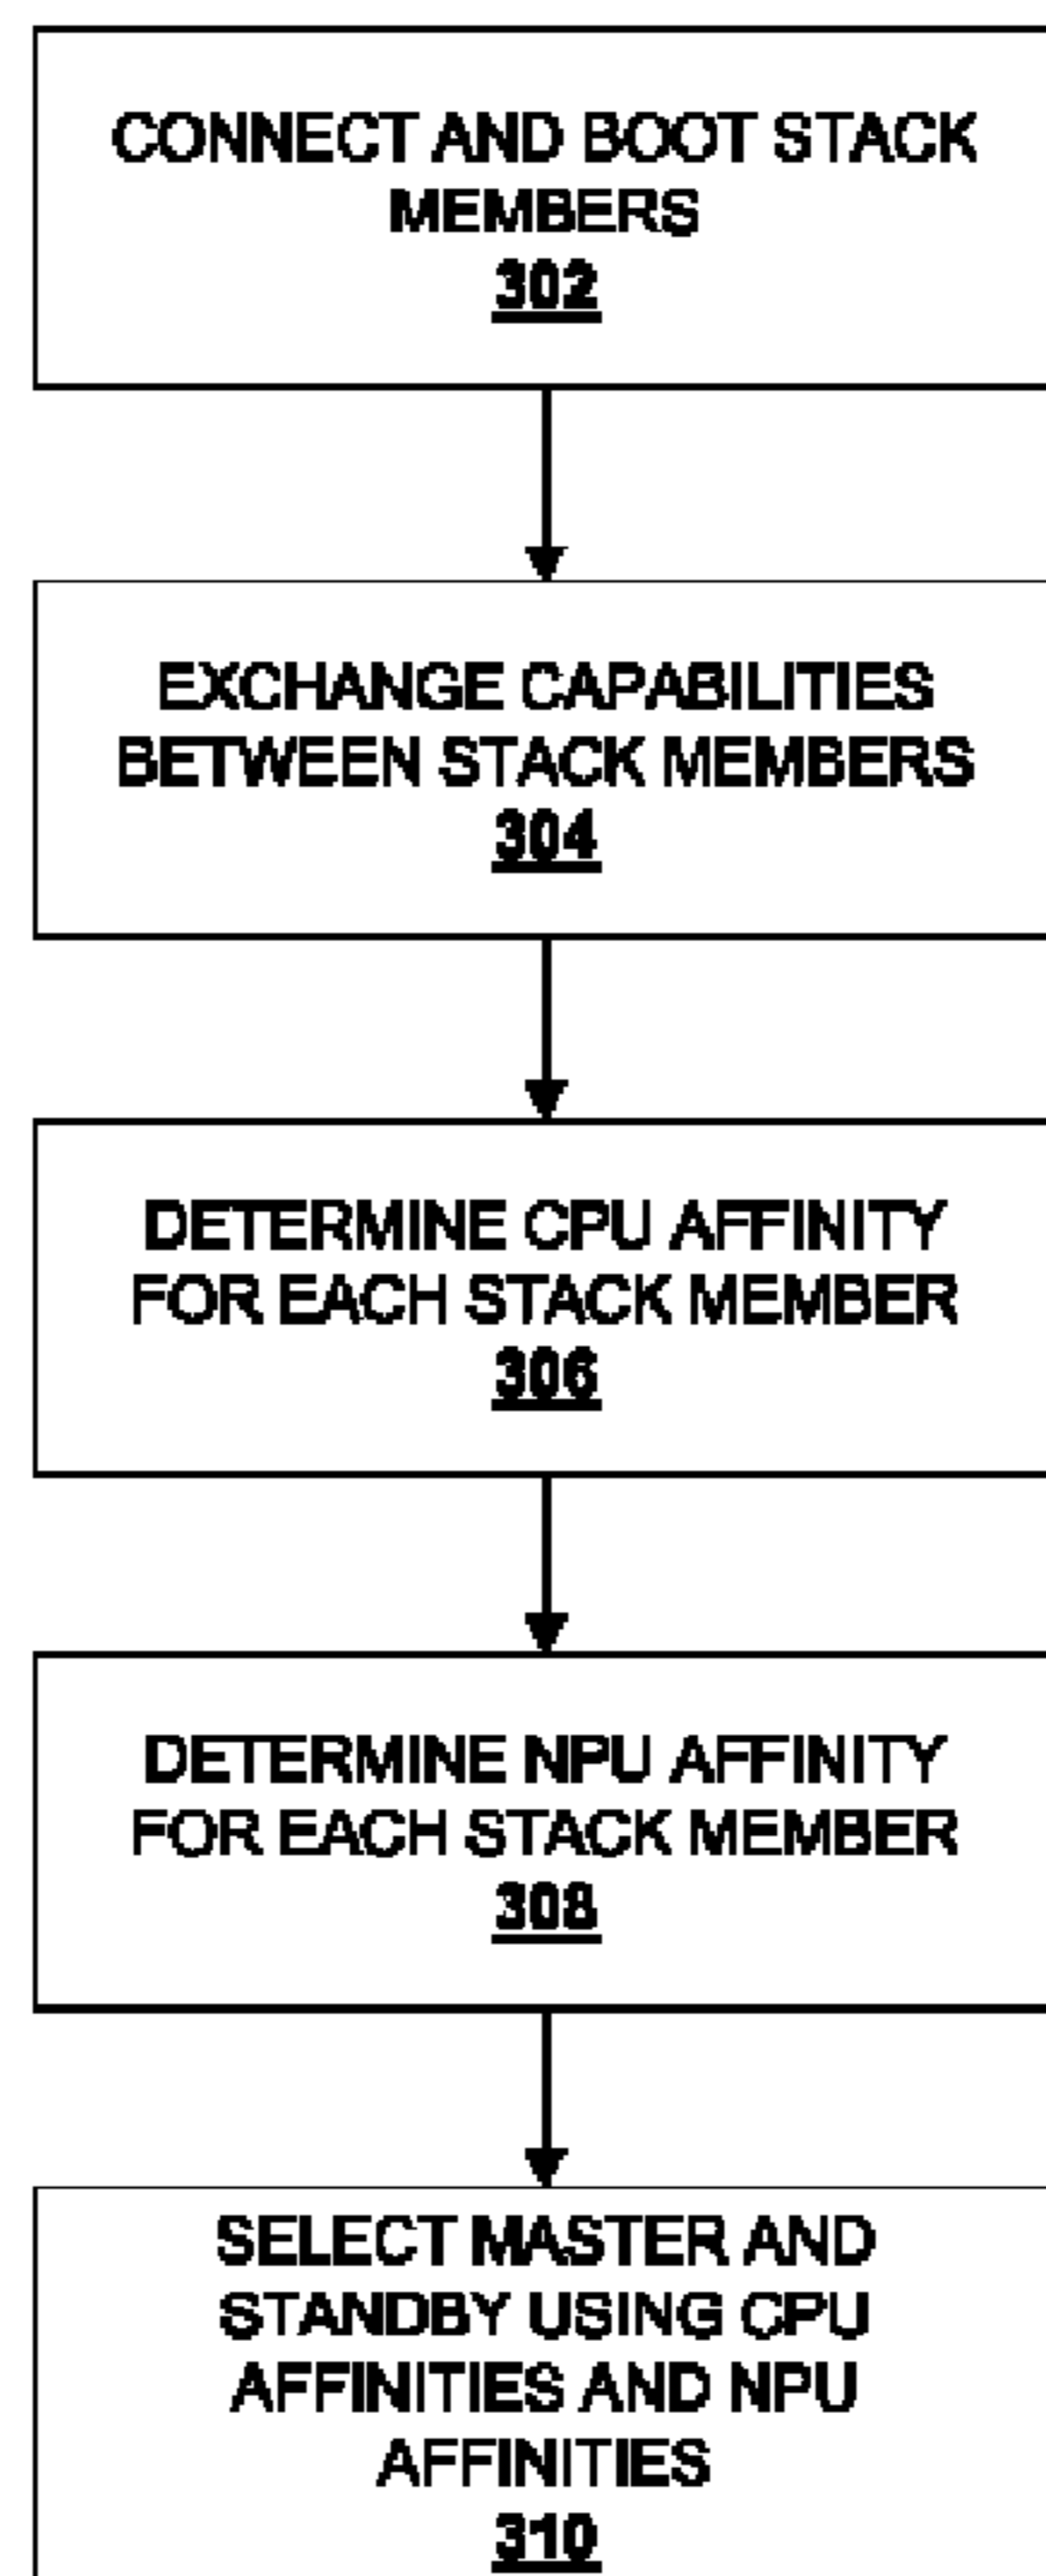 CONNECT AND BOOT STACK
MEMBERS
302
EXCHANGE CAPABILITIES
BETWEEN STACK MEMBERS
304
DETERMINE CPU AFFINITY
FOR EACH STACK MEMBER
306
DETERMINE NPU AFFINITY
FOR EACH STACK MEMBER
308
SELECT MASTER AND
STANDBY USING CPU
AFFINITIES AND NPU
AFFINITIES
310